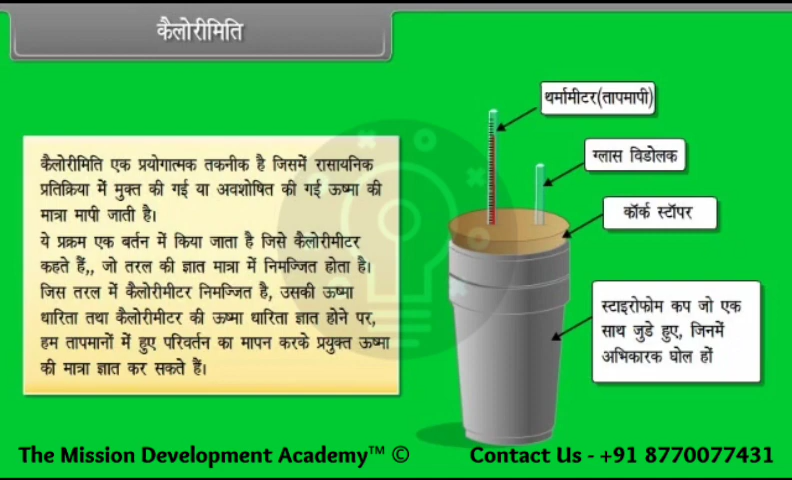 कैलोरीमिति
थर्मामीटर(तापमापी)
ग्लास विडोलक
कॉर्क स्टॉपर
कैलोरीमिति एक प्रयोगात्मक तकनीक है जिसमें रासायनिक
प्रतिक्रिया में मुक्त की गई या अवशोषित की गई ऊष्मा की
मात्रा मापी जाती है।
ये प्रक्रम एक बर्तन में किया जाता है जिसे कैलोरीमीटर
कहते हैं,, जो तरल की ज्ञात मात्रा में निमज्जित होता है।
जिस तरल में कैलोरीमीटर निमज्जित है, उसकी ऊष्मा
धारिता तथा कैलोरीमीटर की ऊष्मा धारिता ज्ञात होने पर,
हम तापमानों में हुए परिवर्तन का मापन करके प्रयुक्त ऊष्मा
की मात्रा ज्ञात कर सकते हैं।
स्टाइरोफोम कप जो एक
साथ जुडे हुए, जिनमें
अभिकारक घोल हों
The Mission Development Academy™ ©
Contact Us - +91 8770077431